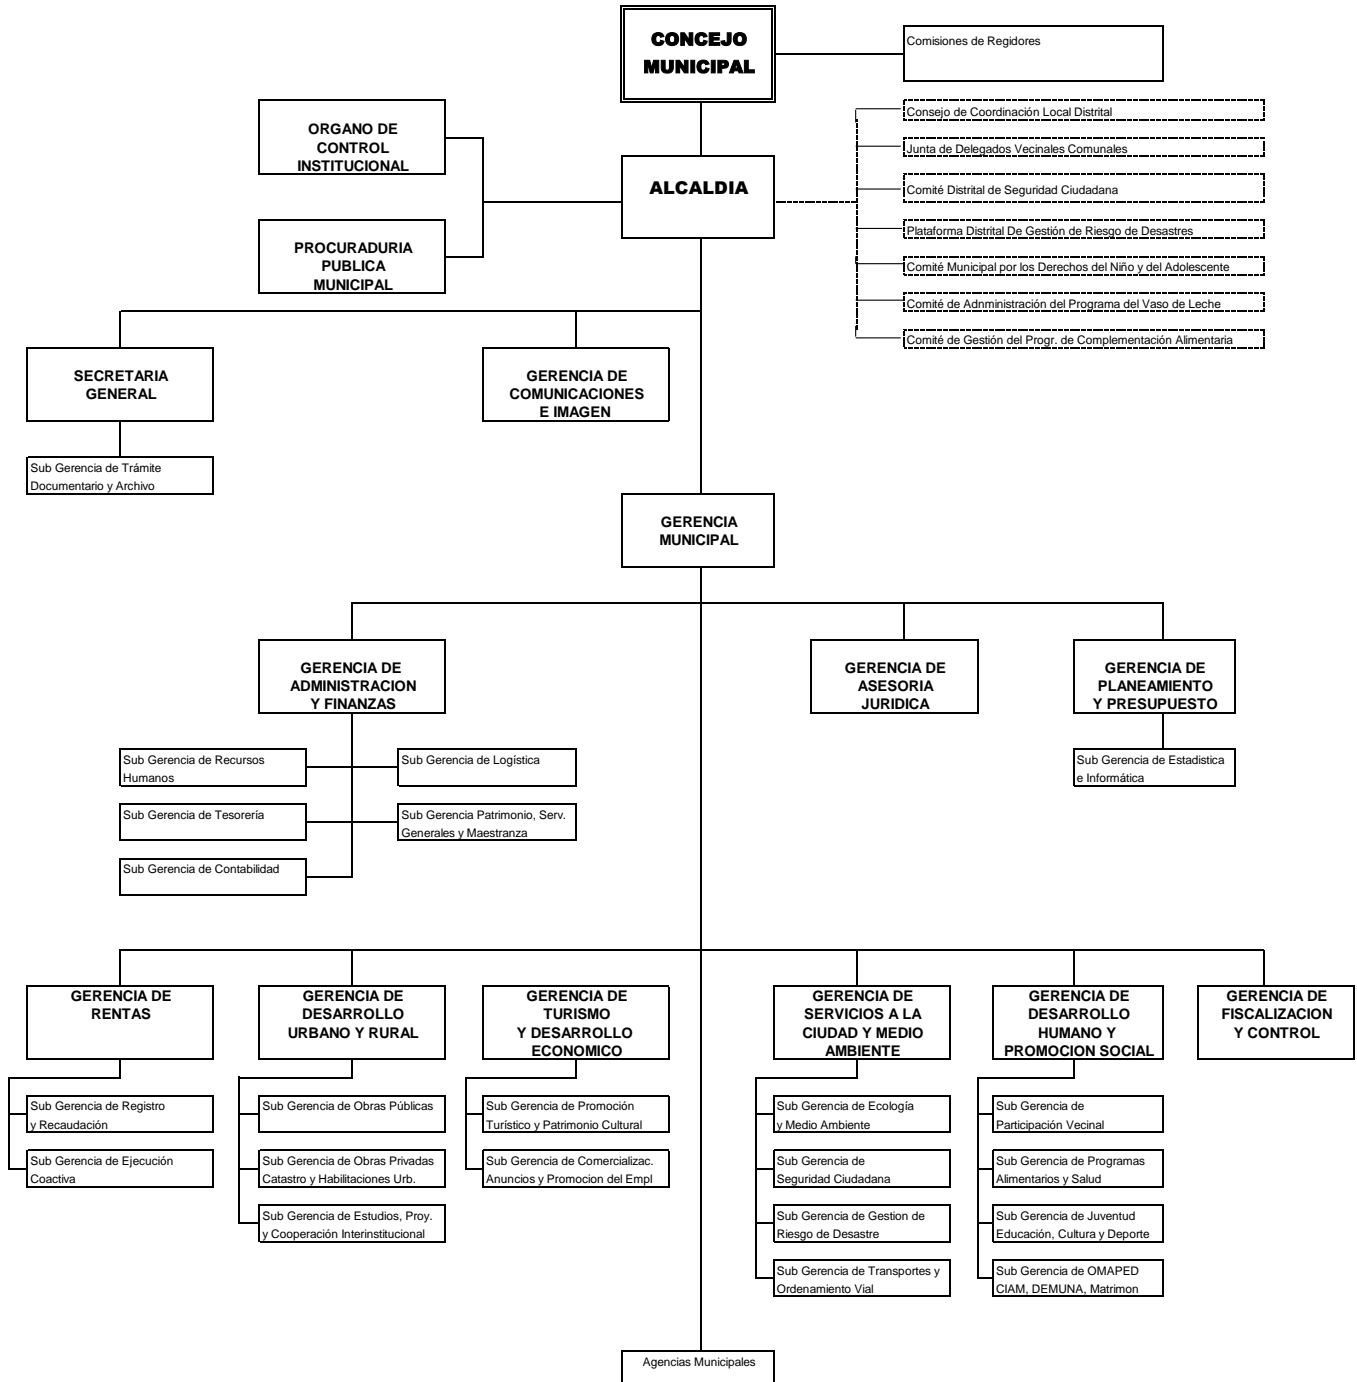 CONCEJO
MUNICIPAL
Comisiones de Regidores
ORGANO DE
CONTROL
INSTITUCIONAL
Consejo de Coordinación Local Distrital
Junta de Delegados Vecinales Comunales
ALCALDIA
Comité Distrital de Seguridad Ciudadana
PROCURADURIA
PUBLICA
MUNICIPAL
Plataforma Distrital De Gestión de Riesgo de Desastres
Comité Municipal por los Derechos del Niño y del Adolescente
Comité de Adnministración del Programa del Vaso de Leche
Comité de Gestión del Progr. de Complementación Alimentaria
SECRETARIA
GENERAL
GERENCIA DE
COMUNICACIONES
E IMAGEN
Sub Gerencia de Trámite
Documentario y Archivo
GERENCIA
MUNICIPAL
GERENCIA DE
ADMINISTRACION
Y FINANZAS
GERENCIA DE
ASESORIA
JURIDICA
GERENCIA DE
PLANEAMIENTO
Y PRESUPUESTO
Sub Gerencia de Recursos
Humanos
Sub Gerencia de Logística
Sub Gerencia de Estadistica
e Informática
Sub Gerencia de Tesorería
Sub Gerencia Patrimonio, Serv.
Generales y Maestranza
Sub Gerencia de Contabilidad
GERENCIA DE
RENTAS
GERENCIA DE
DESARROLLO
URBANO Y RURAL
GERENCIA DE
TURISMO
Y DESARROLLO
ECONOMICO
GERENCIA DE
SERVICIOS A LA
CIUDAD Y MEDIO
AMBIENTE
GERENCIA DE
DESARROLLO
HUMANO Y
PROMOCION SOCIAL
GERENCIA DE
FISCALIZACION
Y CONTROL
Sub Gerencia de Registro
y Recaudación
Sub Gerencia de Obras Públicas
Sub Gerencia de Promoción
Turístico y Patrimonio Cultural
Sub Gerencia de Ecología
y Medio Ambiente
Sub Gerencia de
Participación Vecinal
Sub Gerencia de Ejecución
Coactiva
Sub Gerencia de Obras Privadas
Catastro y Habilitaciones Urb.
Sub Gerencia de Comercializac.
Anuncios y Promocion del Empl
Sub Gerencia de
Seguridad Ciudadana
Sub Gerencia de Programas
Alimentarios y Salud
Sub Gerencia de Estudios, Proy.
y Cooperación Interinstitucional
Sub Gerencia de Gestion de
Riesgo de Desastre
Sub Gerencia de Juventud
Educación, Cultura y Deporte
Sub Gerencia de Transportes y
Ordenamiento Vial
Sub Gerencia de OMAPED
CIAM, DEMUNA, Matrimon
Agencias Municipales